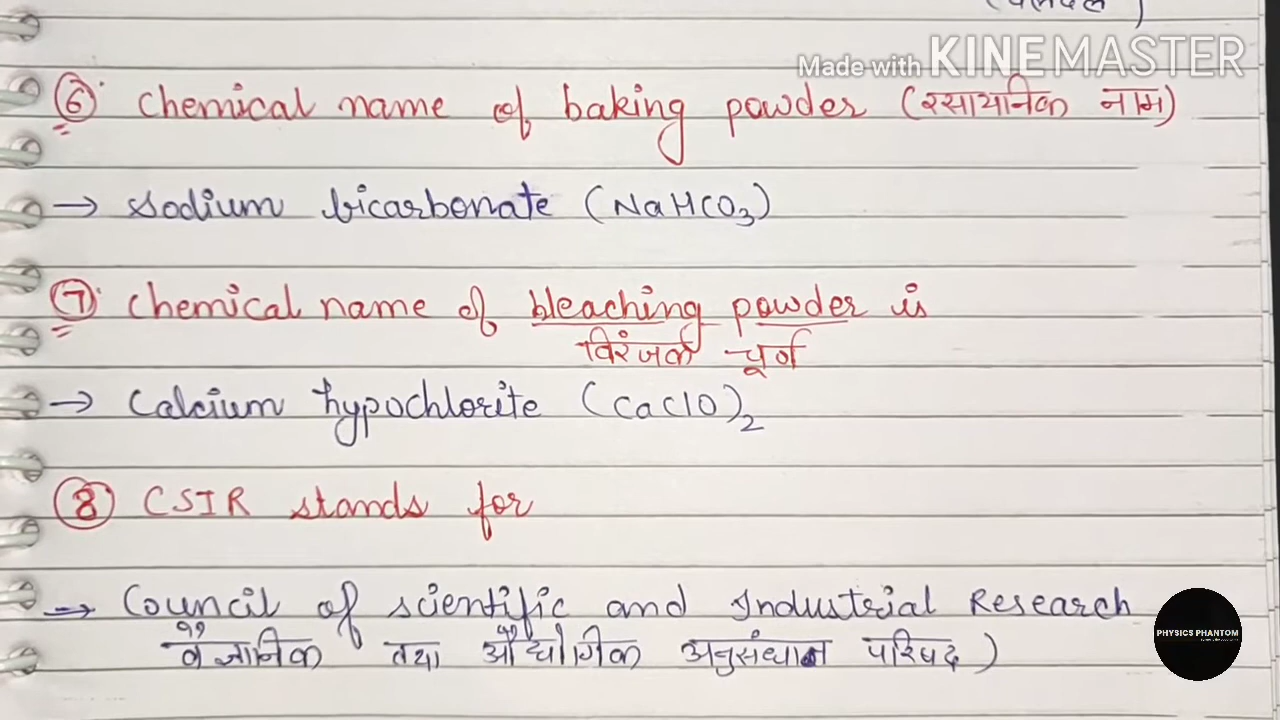 (दलदल)
Made with KINEMASTER
⑥ Chemical name of baking powder (रसायनिक नाम)
→ Sodium bicarbonate (NaHCO₃)
⑦ Chemical name of bleaching powder is
विरंजक चूर्ण
→ Calcium hypochlorite (CaClO)₂
⑧ CSIR stands for
→ Council of scientific and Industrial Research
वैज्ञानिक तथा औद्योगिक अनुसंधान परिषद)
PHYSICS PHANTOM